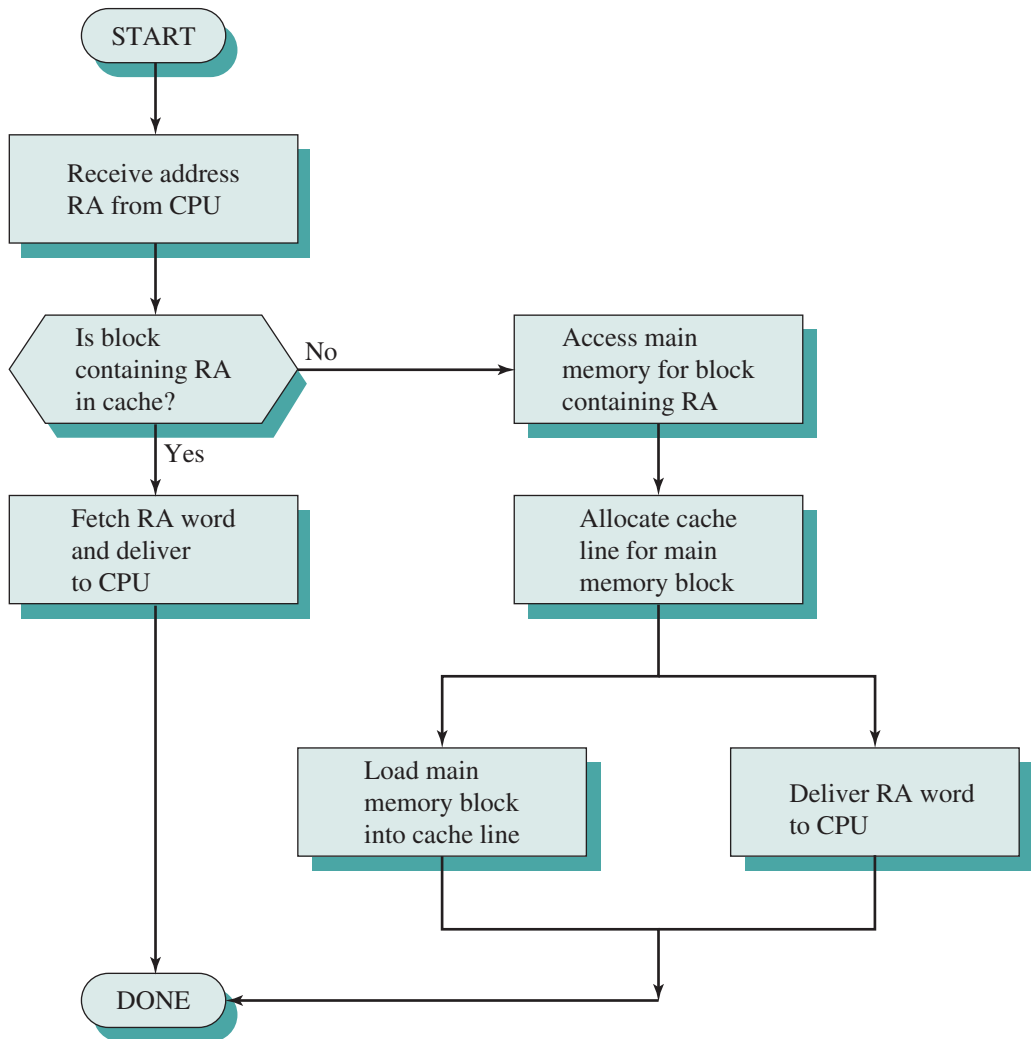 START
Receive address
RA from CPU
Is block
containing RA
in cache?
No
Access main
memory for block
containing RA
Yes
Fetch RA word
and deliver
to CPU
Allocate cache
line for main
memory block
Load main
memory block
into cache line
Deliver RA word
to CPU
DONE